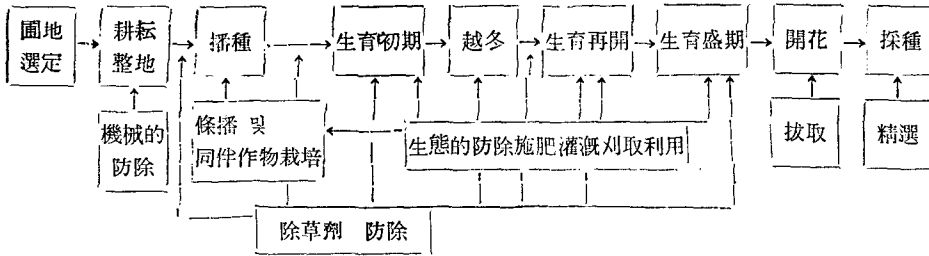 圃地
選定
耕耘
整地
播種
生育初期
越冬
生育再開
生育盛期
開花
採種
機械的
防除
條播 및
同伴作物栽培
生態的防除施肥灌漑刈取利用
拔取
精選
除草劑 防除